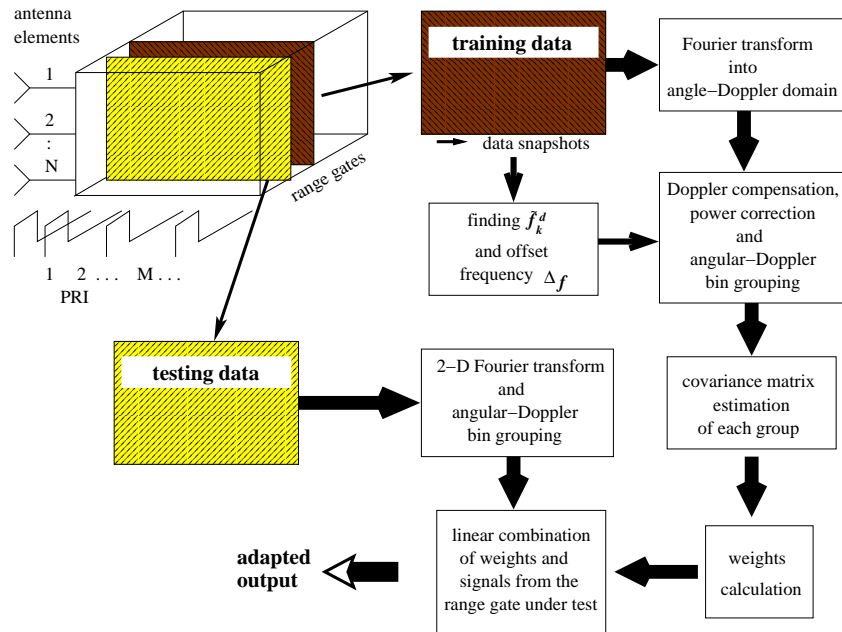 antenna
elements
1
2
:
N
range gates
1 2 . . . M . . .
PRI
training data
data snapshots
Fourier transform
into
angle−Doppler domain
finding f̃ₖᵈ
and offset
frequency Δf
Doppler compensation,
power correction
and
angular−Doppler
bin grouping
testing data
2−D Fourier transform
and
angular−Doppler
bin grouping
covariance matrix
estimation
of each group
adapted
output
linear combination
of weights and
signals from the
range gate under test
weights
calculation